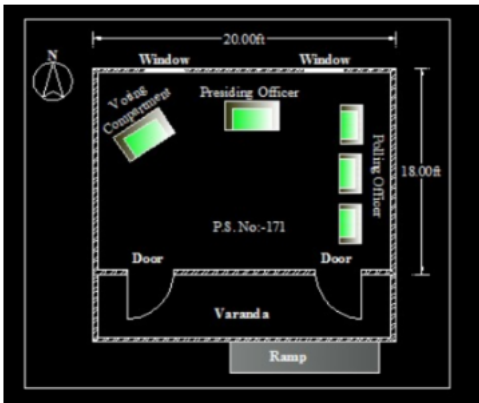 20.00ft
N
Window
Window
Voting
Compartment
Presiding Officer
Polling Officer
18.00ft
P.S. No:-171
Door
Door
Varanda
Ramp